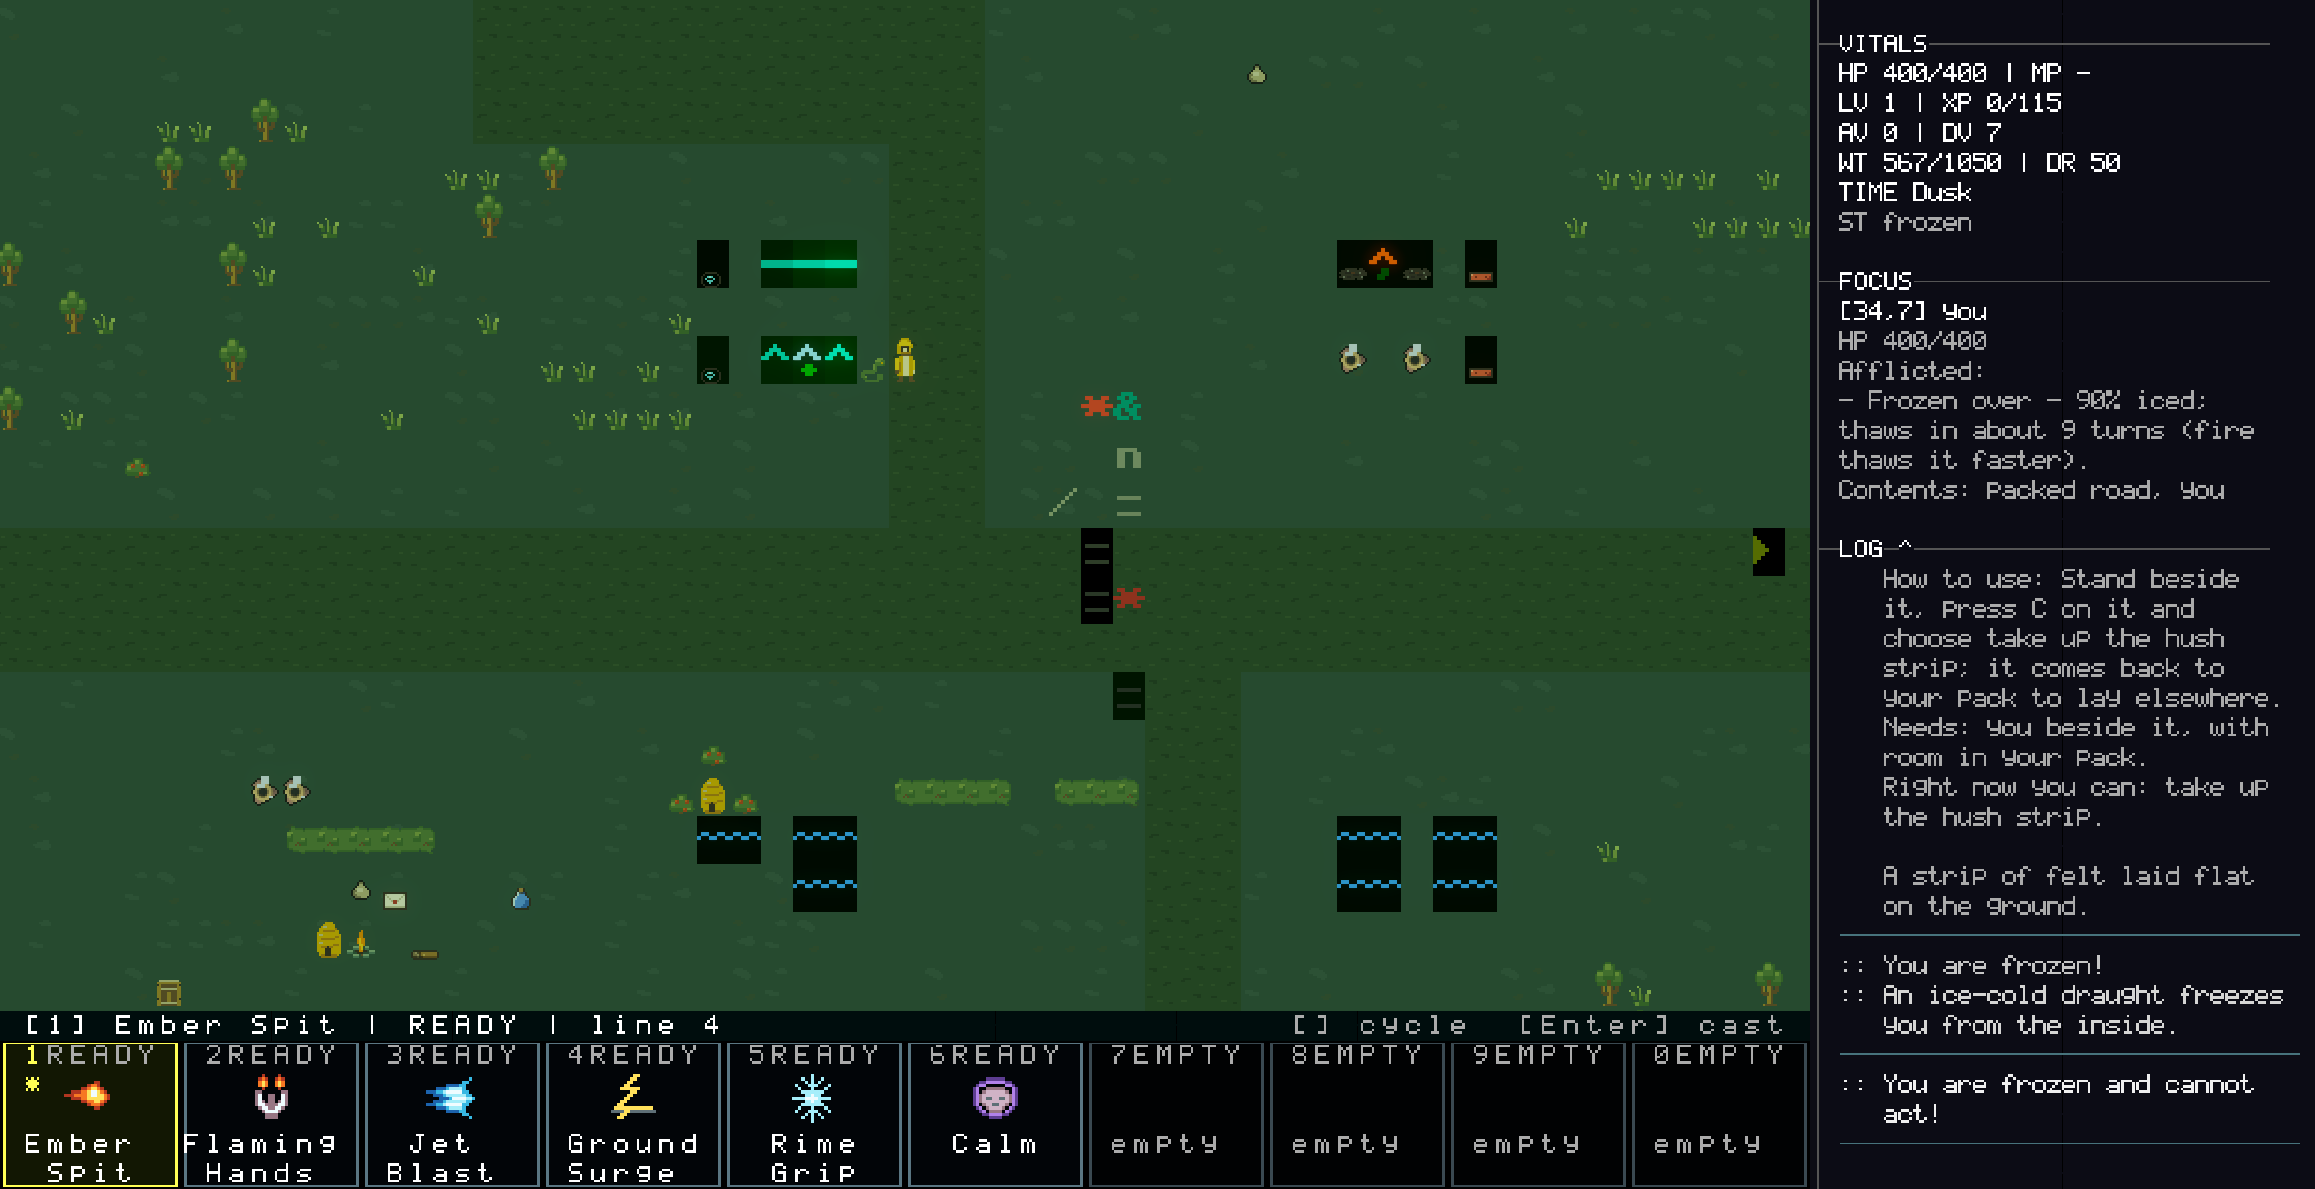 VITALS
HP 400/400 | MP -
LV 1 | XP 0/115
AV 0 | DV 7
WT 567/1050 | DR 50
TIME Dusk
ST frozen
FOCUS
[34,7] You
HP 400/400
Afflicted:
- Frozen over - 90% iced;
thaws in about 9 turns (fire
thaws it faster).
Contents: Packed road, You
LOG ^
How to use: Stand beside
it, Press C on it and
choose take up the hush
strip; it comes back to
your pack to lay elsewhere.
Needs: You beside it, with
room in your pack.
Right now you can: take up
the hush strip.
A strip of felt laid flat
on the ground.
:: You are frozen!
:: An ice-cold draught freezes
you from the inside.
:: You are frozen and cannot
act!
&
[1] Ember Spit | READY | line 4
[] cycle [Enter] cast
1READY 2READY 3READY 4READY 5READY 6READY 7EMPTY 8EMPTY 9EMPTY 0EMPTY
Ember Flaming Jet Ground Rime Calm empty empty empty empty
Spit Hands Blast Surge Grip